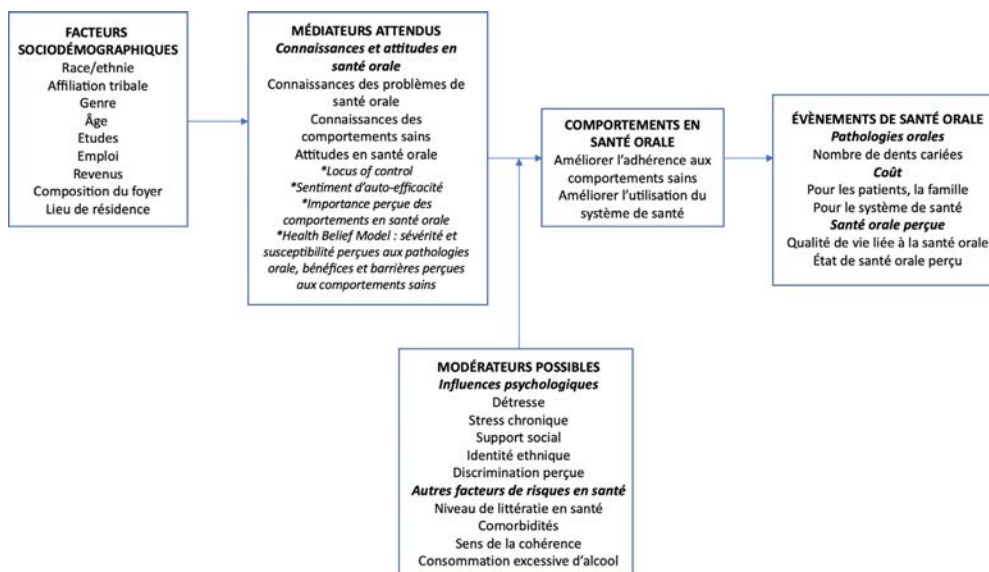 FACTEURS
SOCIODÉMOGRAPHIQUES
Race/ethnie
Affiliation tribale
Genre
Âge
Etudes
Emploi
Revenus
Composition du foyer
Lieu de résidence
MÉDIATEURS ATTENDUS
Connaissances et attitudes en
santé orale
Connaissances des problèmes de
santé orale
Connaissances des
comportements sains
Attitudes en santé orale
*Locus of control
*Sentiment d'auto-efficacité
*Importance perçue des
comportements en santé orale
*Health Belief Model : sévérité et
susceptibilité perçues aux pathologies
orale, bénéfices et barrières perçues
aux comportements sains
COMPORTEMENTS EN
SANTÉ ORALE
Améliorer l'adhérence aux
comportements sains
Améliorer l'utilisation du
système de santé
ÉVÈNEMENTS DE SANTÉ ORALE
Pathologies orales
Nombre de dents cariées
Coût
Pour les patients, la famille
Pour le système de santé
Santé orale perçue
Qualité de vie liée à la santé orale
État de santé orale perçu
MODÉRATEURS POSSIBLES
Influences psychologiques
Détresse
Stress chronique
Support social
Identité ethnique
Discrimination perçue
Autres facteurs de risques en santé
Niveau de littératie en santé
Comorbidités
Sens de la cohérence
Consommation excessive d'alcool